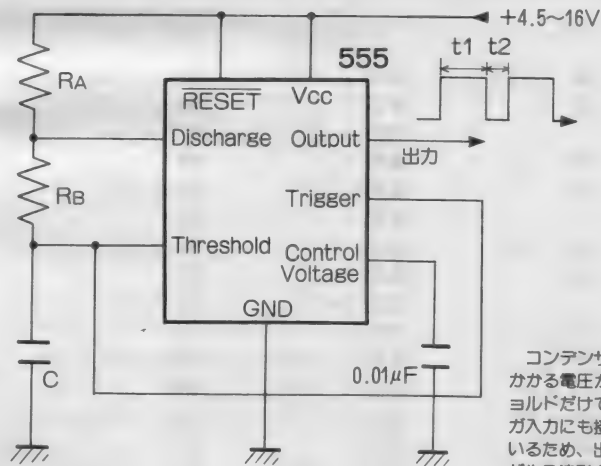 +4.5~16V
555
t1 t2
RA
RESET
Vcc
Discharge
Output
出力
RB
Trigger
Threshold
Control
Voltage
GND
C
0.01μF
コンデンサ
かかる電圧か
ョルドだけで
ガ入力にも接
いるため、出